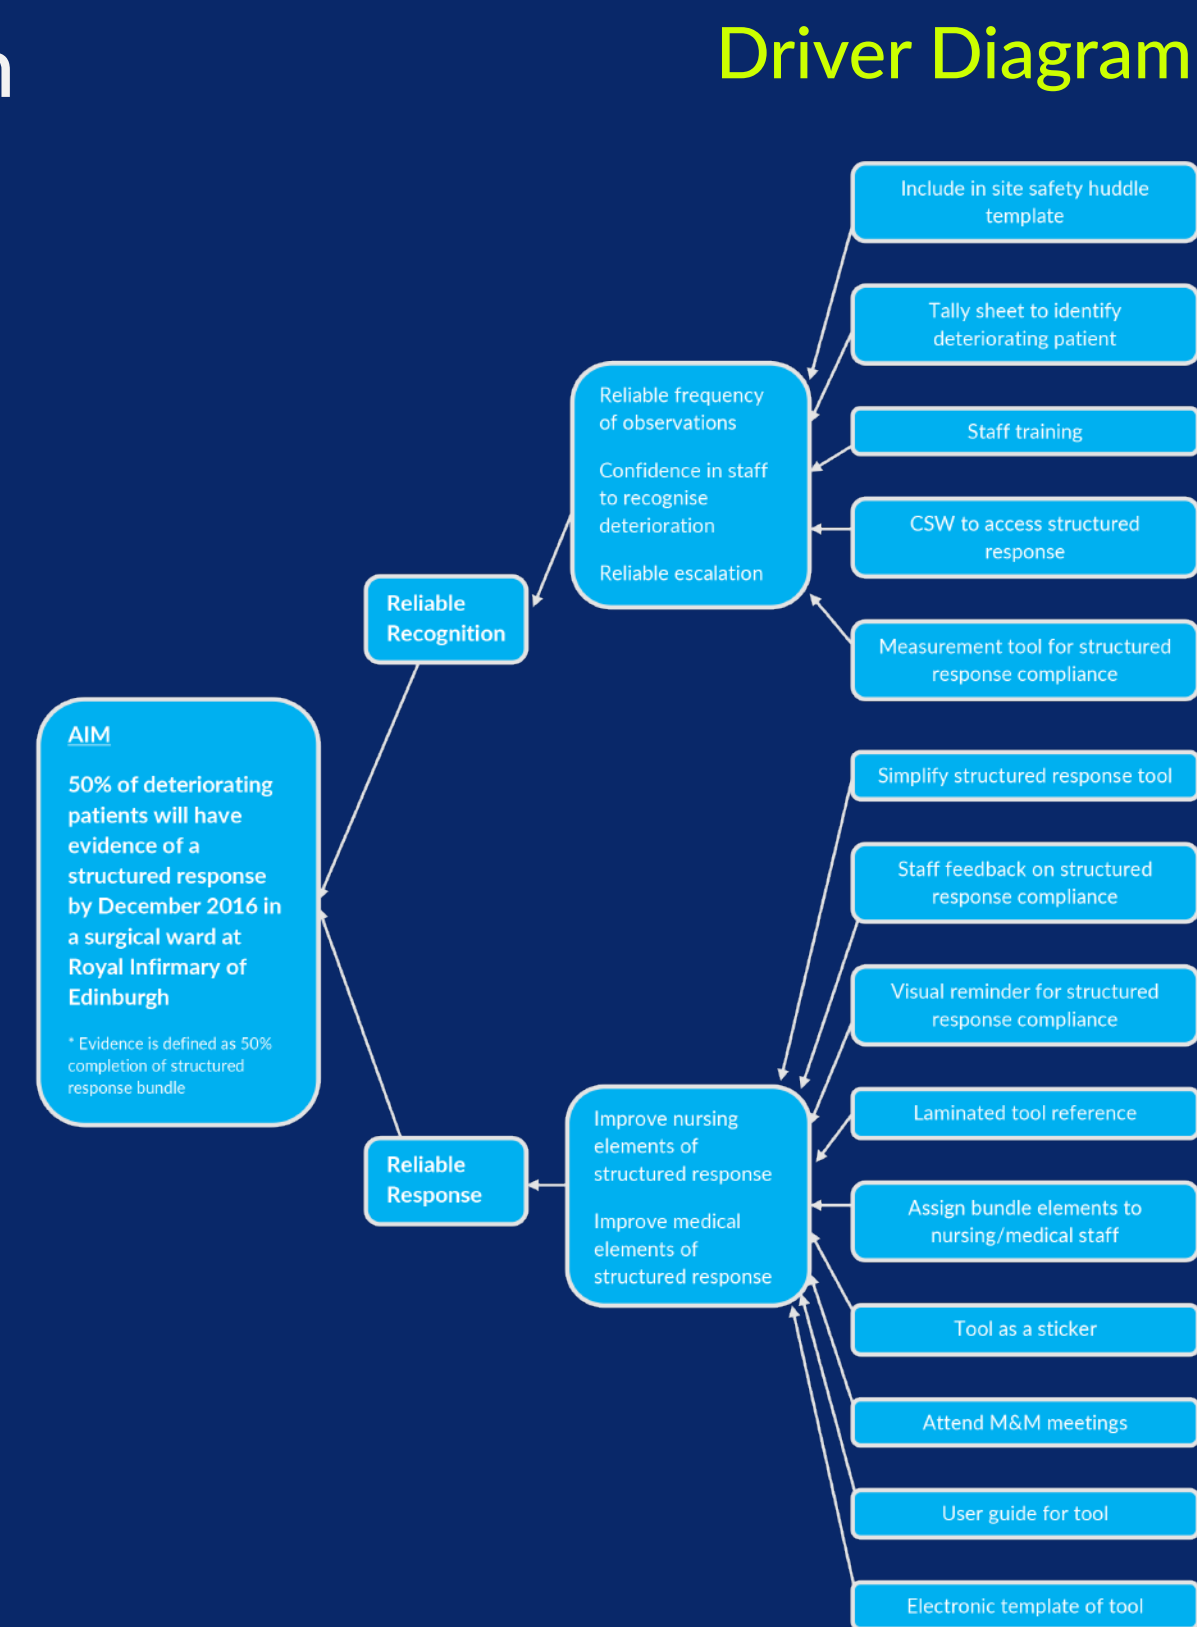 n
Driver Diagram
Include in site safety huddle
template
Tally sheet to identify
deteriorating patient
Staff training
CSW to access structured
response
Measurement tool for structured
response compliance
Reliable frequency
of observations
Confidence in staff
to recognise
deterioration
Reliable escalation
Reliable
Recognition
AIM
50% of deteriorating
patients will have
evidence of a
structured response
by December 2016 in
a surgical ward at
Royal Infirmary of
Edinburgh
* Evidence is defined as 50%
completion of structured
response bundle
Reliable
Response
Improve nursing
elements of
structured response
Improve medical
elements of
structured response
Simplify structured response tool
Staff feedback on structured
response compliance
Visual reminder for structured
response compliance
Laminated tool reference
Assign bundle elements to
nursing/medical staff
Tool as a sticker
Attend M&M meetings
User guide for tool
Electronic template of tool